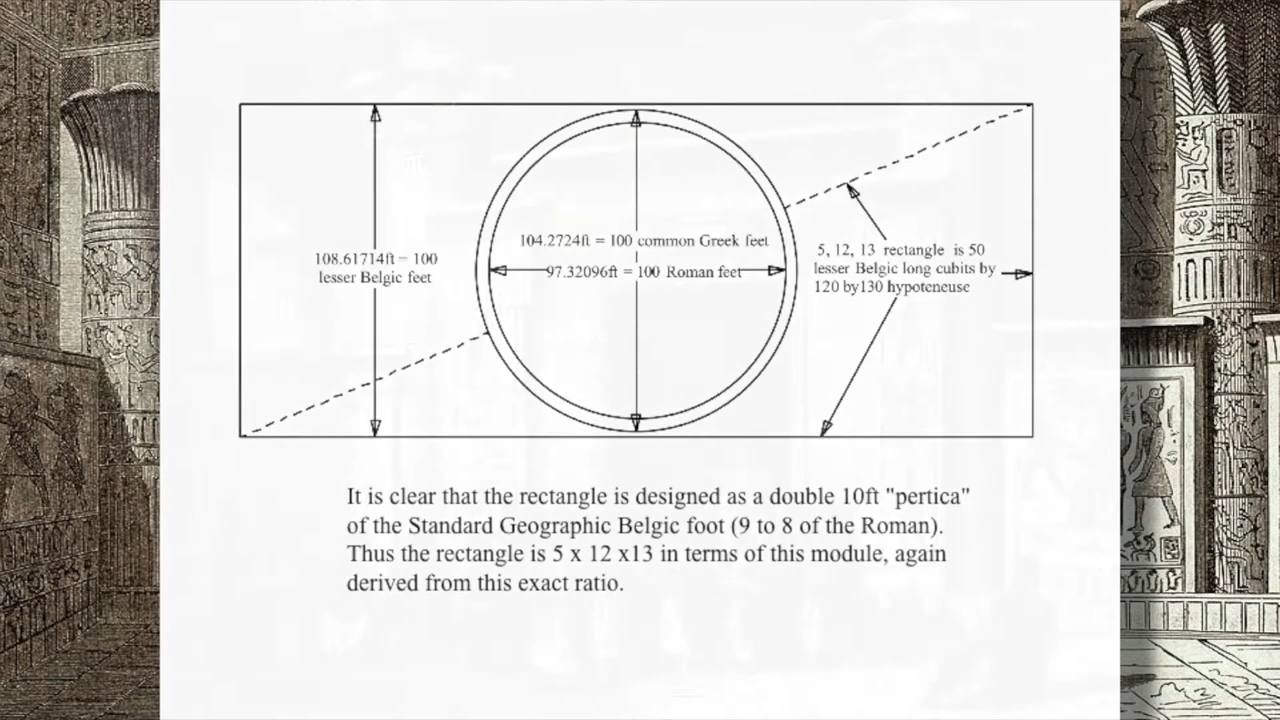 104.2724ft = 100 common Greek feet
97.32096ft = 100 Roman feet
108.61714ft = 100
lesser Belgic feet
5, 12, 13 rectangle is 50
lesser Belgic long cubits by
120 by130 hypoteneuse
It is clear that the rectangle is designed as a double 10ft "pertica"
of the Standard Geographic Belgic foot (9 to 8 of the Roman).
Thus the rectangle is 5 x 12 x13 in terms of this module, again
derived from this exact ratio.